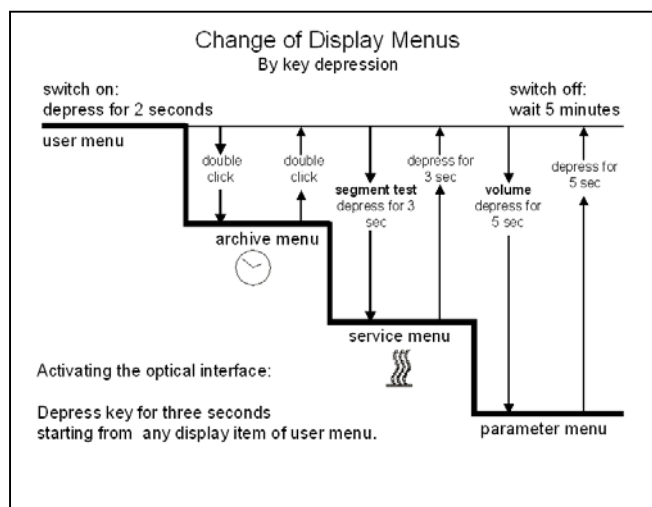 Change of Display Menus
By key depression
switch on:
depress for 2 seconds
switch off:
wait 5 minutes
user menu
double
click
double
click
segment test
depress for 3
sec
depress for
3 sec
volume
depress for
5 sec
depress for
5 sec
archive menu
service menu
parameter menu
Activating the optical interface:
Depress key for three seconds
starting from any display item of user menu.